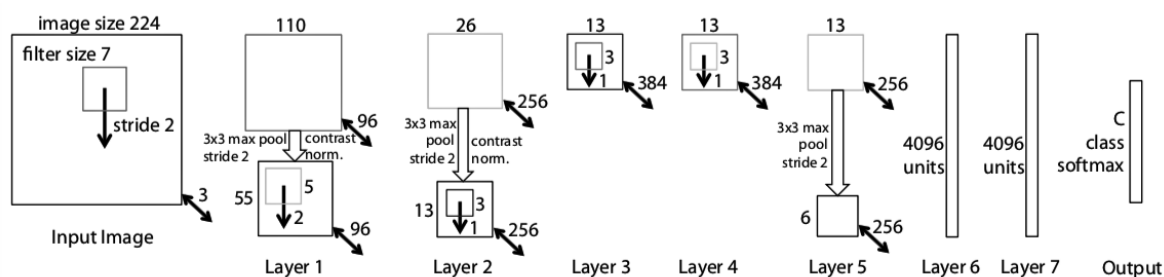 image size 224
filter size 7
stride 2
3
Input Image
110
96
3x3 max pool
stride 2
contrast
norm.
55
5
2
96
Layer 1
26
256
3x3 max
pool
stride 2
contrast
norm.
13
3
1
256
Layer 2
13
3
1
384
Layer 3
13
3
1
384
Layer 4
13
256
3x3 max
pool
stride 2
6
256
Layer 5
4096
units
Layer 6
4096
units
Layer 7
C
class
softmax
Output